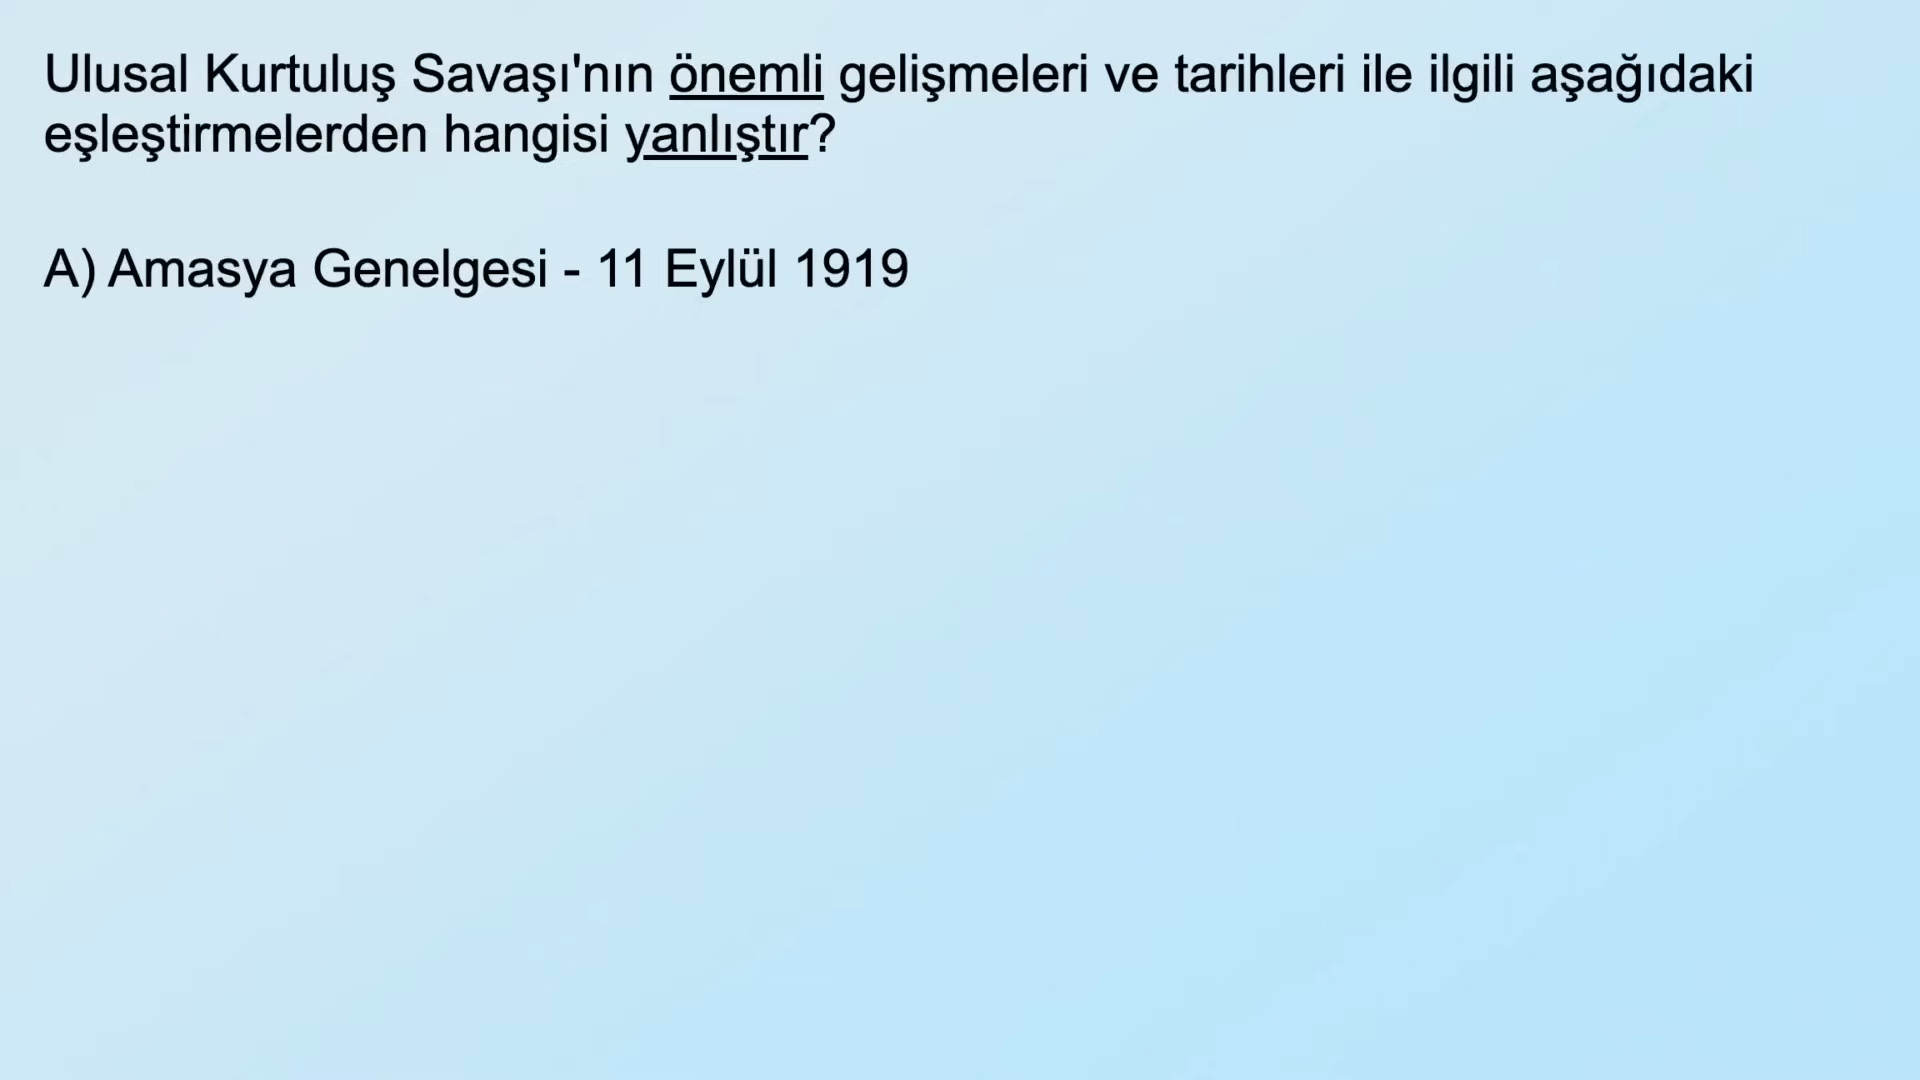 Ulusal Kurtuluş Savaşı'nın önemli gelişmeleri ve tarihleri ile ilgili aşağıdaki
eşleştirmelerden hangisi yanlıştır?
A) Amasya Genelgesi - 11 Eylül 1919